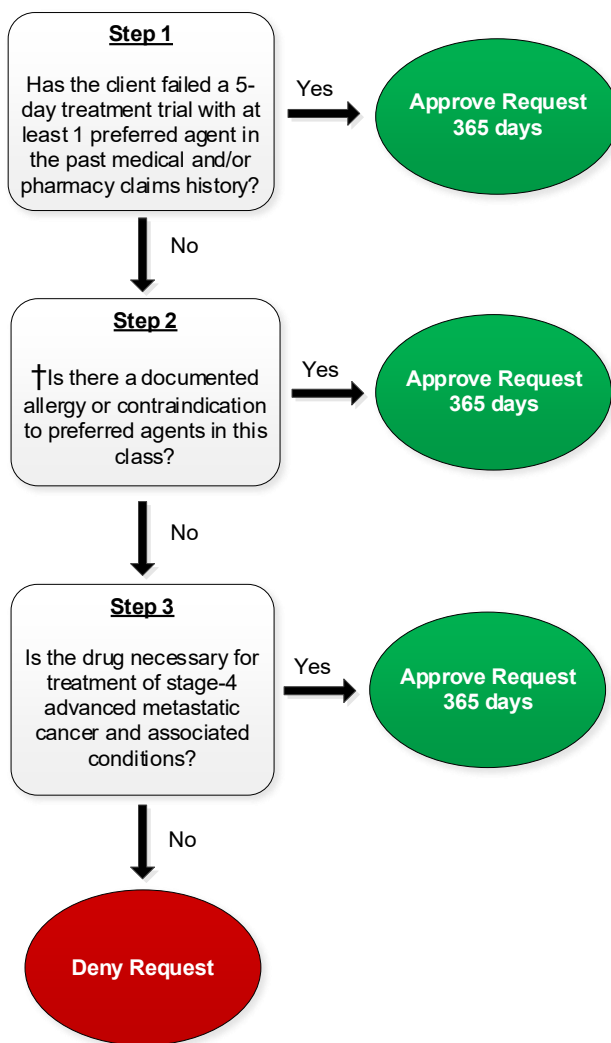 Step 1
Has the client failed a 5-
day treatment trial with at
least 1 preferred agent in
the past medical and/or
pharmacy claims history?
Yes
Approve Request
365 days
No
Step 2
†Is there a documented
allergy or contraindication
to preferred agents in this
class?
Yes
Approve Request
365 days
No
Step 3
Is the drug necessary for
treatment of stage-4
advanced metastatic
cancer and associated
conditions?
Yes
Approve Request
365 days
No
Deny Request